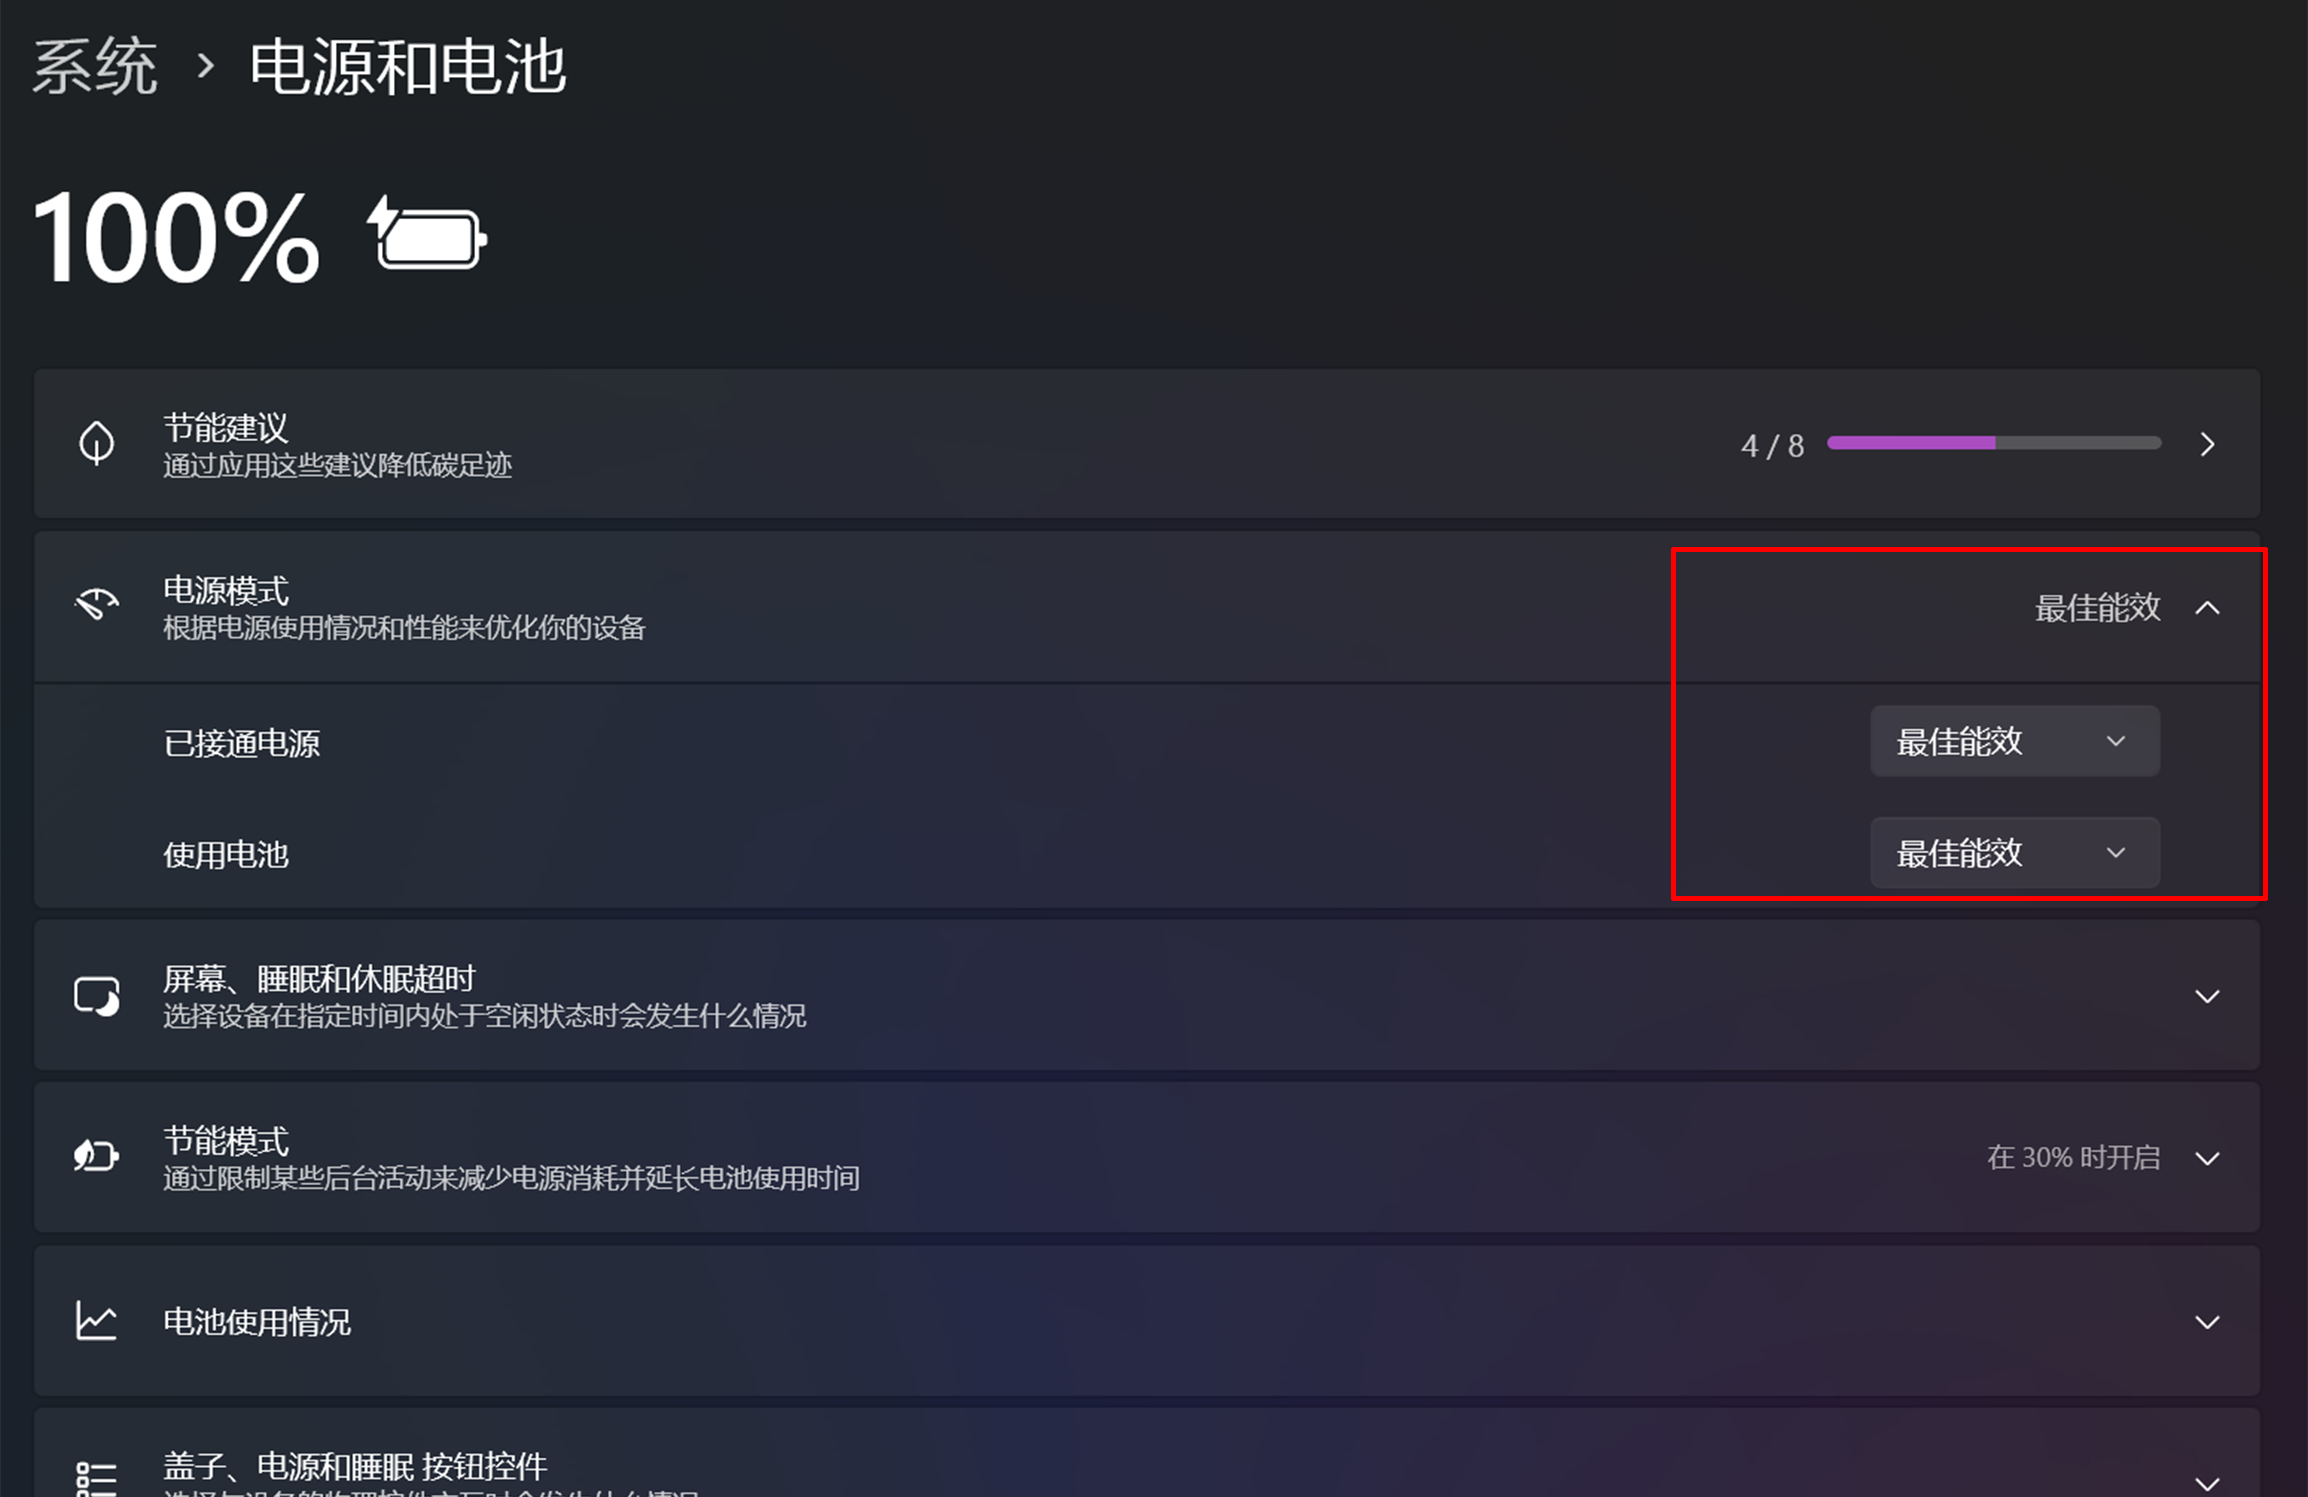 系统 › 电源和电池
100%
节能建议
通过应用这些建议降低碳足迹
4 / 8
电源模式
根据电源使用情况和性能来优化你的设备
最佳能效
已接通电源
最佳能效
使用电池
最佳能效
屏幕、睡眠和休眠超时
选择设备在指定时间内处于空闲状态时会发生什么情况
节能模式
通过限制某些后台活动来减少电源消耗并延长电池使用时间
在 30% 时开启
电池使用情况
盖子、电源和睡眠 按钮控件